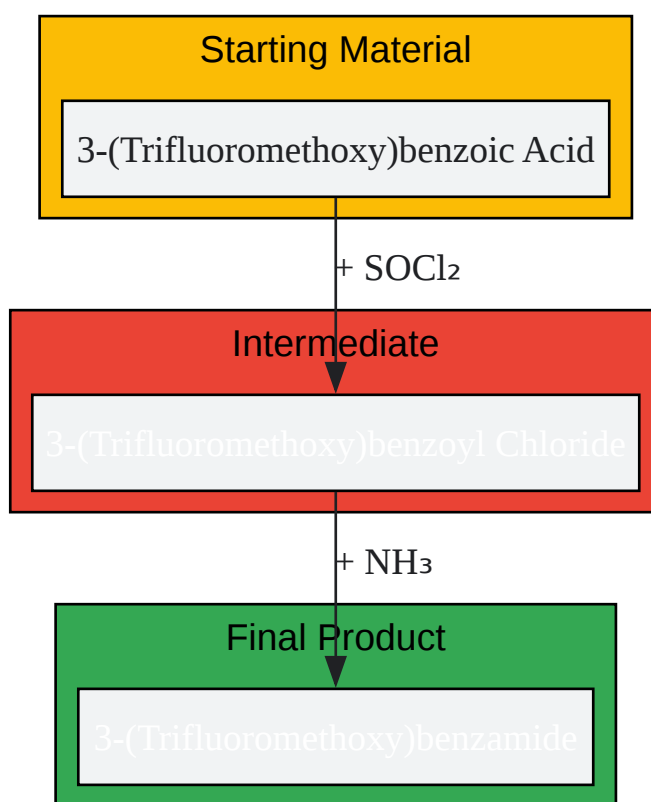 Starting Material
3-(Trifluoromethoxy)benzoic Acid
+ SOCl₂
Intermediate
3-(Trifluoromethoxy)benzoyl Chloride
+ NH₃
Final Product
3-(Trifluoromethoxy)benzamide